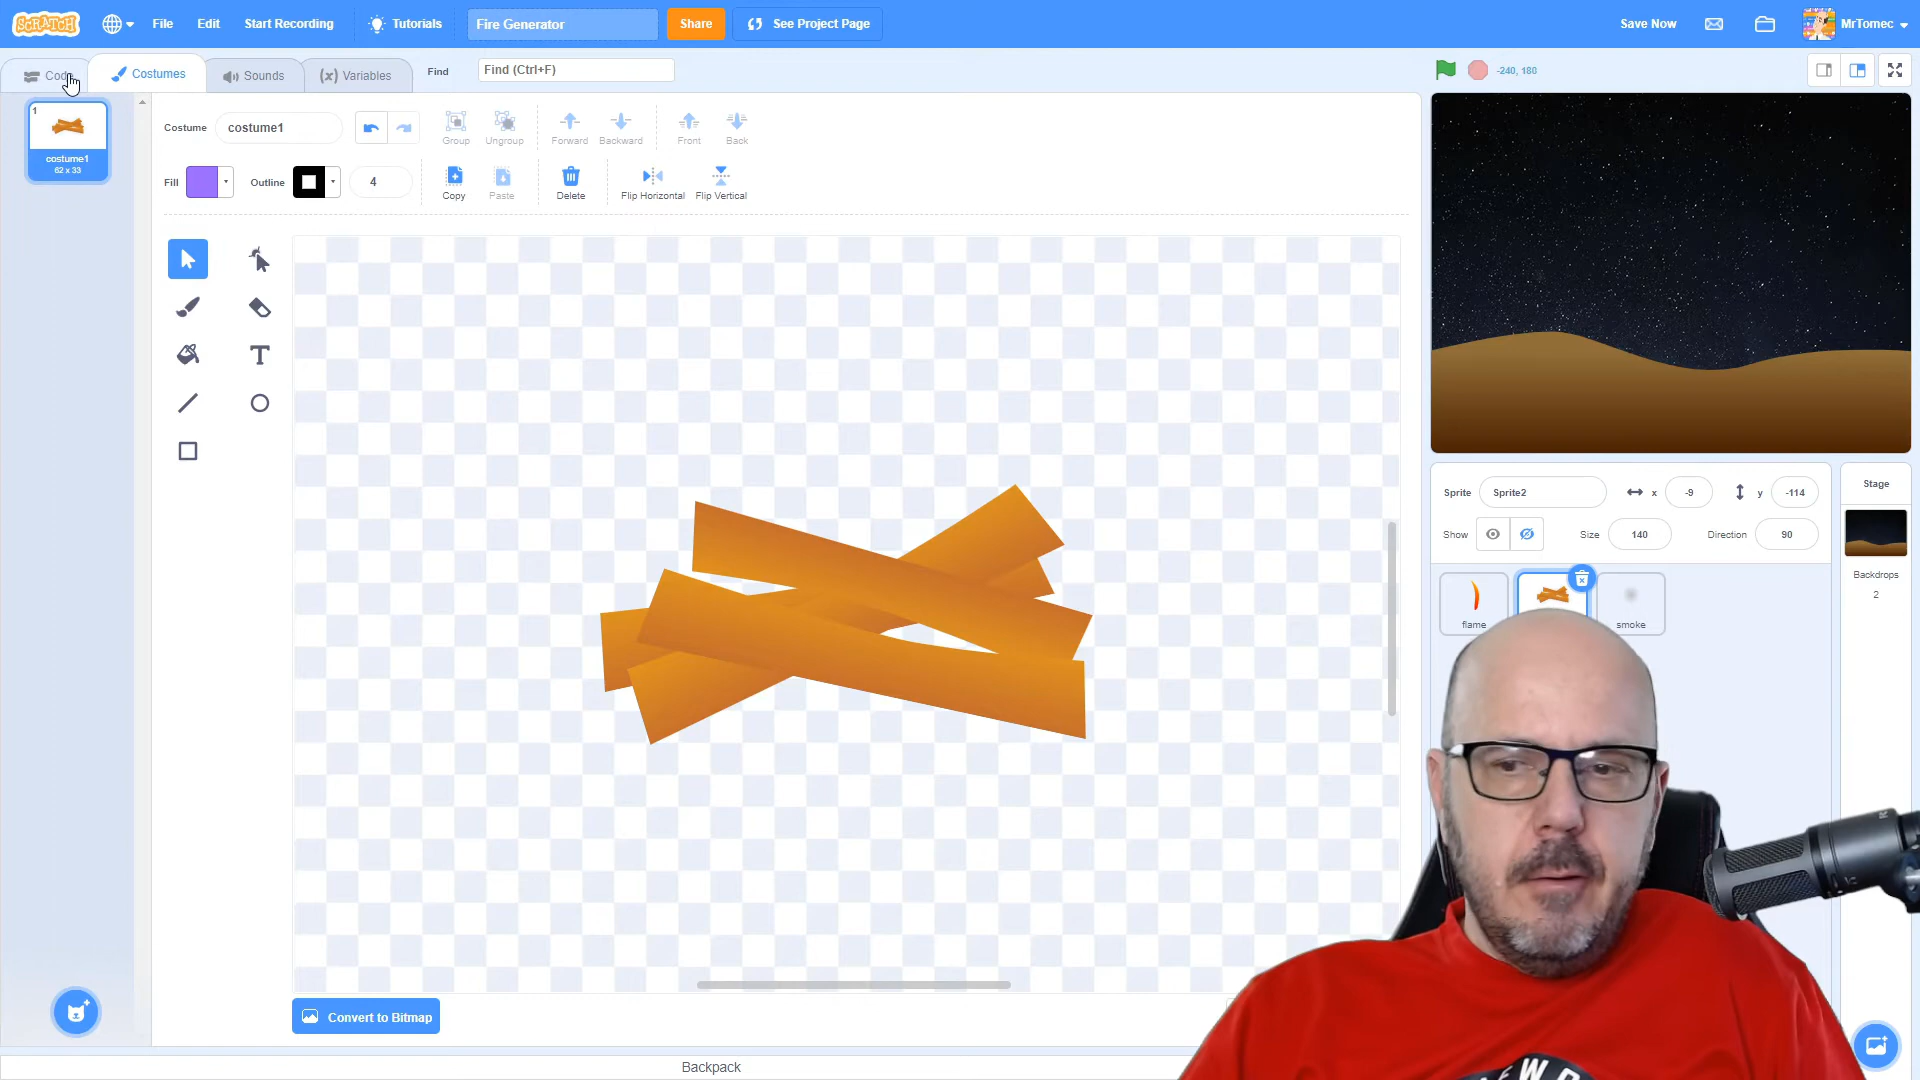 SCRATCH
File
Edit
Start Recording
Tutorials
Fire Generator
Share
See Project Page
Save Now
MrTomec
Code
Costumes
Sounds
(x) Variables
Find
Find (Ctrl+F)
-240, 180
1
costume1
62 x 33
Costume
costume1
Group
Ungroup
Forward
Backward
Front
Back
Fill
Outline
4
Copy
Paste
Delete
Flip Horizontal
Flip Vertical
T
Sprite
Sprite2
x
-9
y
-114
Show
Size
140
Direction
90
Stage
Backdrops
2
flame
smoke
Convert to Bitmap
Backpack